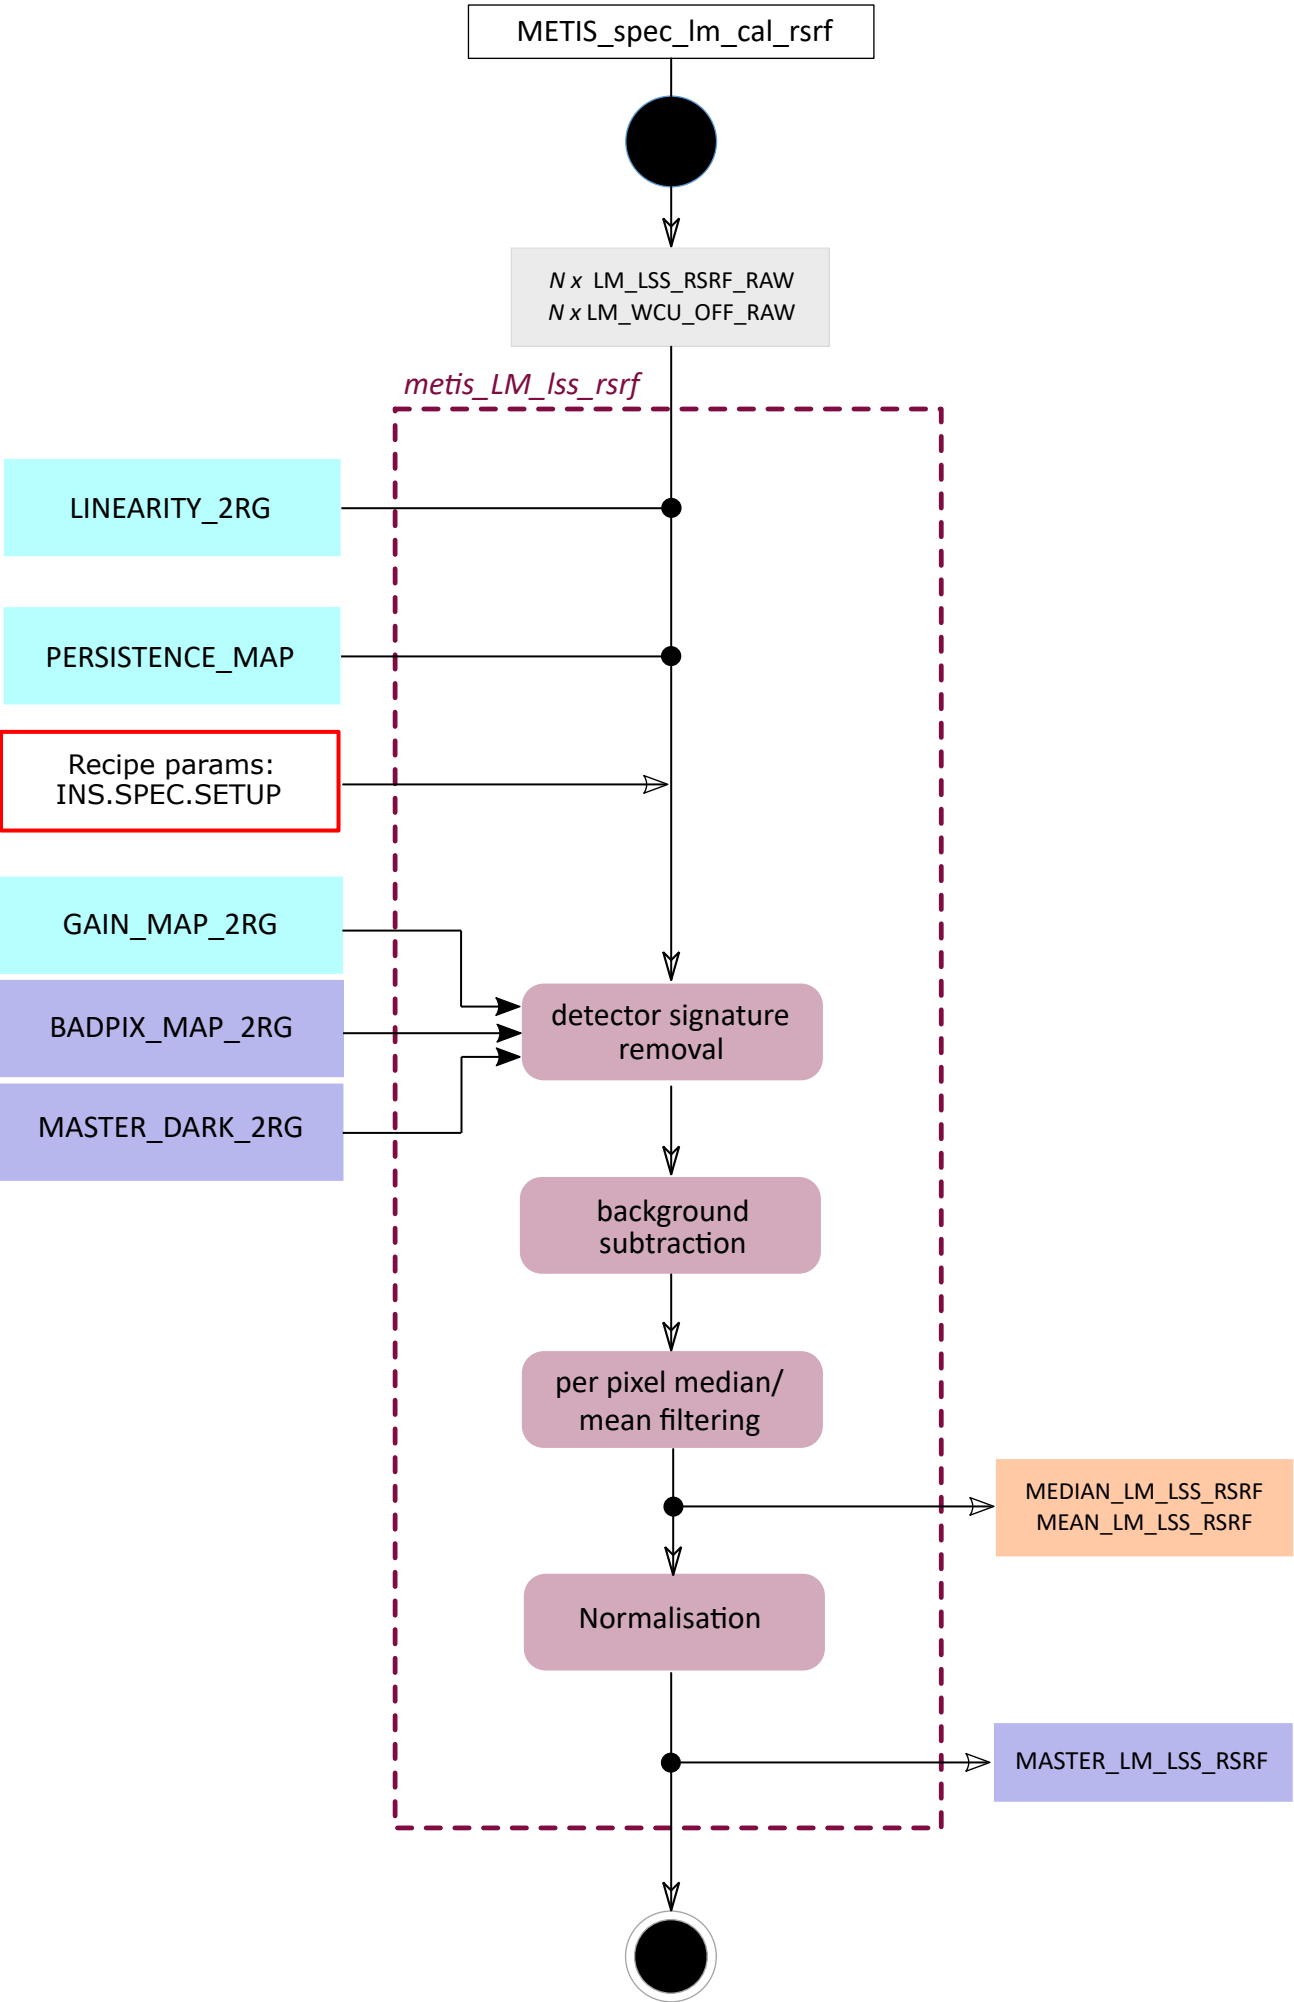 METIS_spec_lm_cal_rsrf
N x LM_LSS_RSRF_RAW
N x LM_WCU_OFF_RAW
metis_LM_lss_rsrf
LINEARITY_2RG
PERSISTENCE_MAP
Recipe params:
INS.SPEC.SETUP
GAIN_MAP_2RG
BADPIX_MAP_2RG
MASTER_DARK_2RG
detector signature
removal
background
subtraction
per pixel median/
mean filtering
MEDIAN_LM_LSS_RSRF
MEAN_LM_LSS_RSRF
Normalisation
MASTER_LM_LSS_RSRF